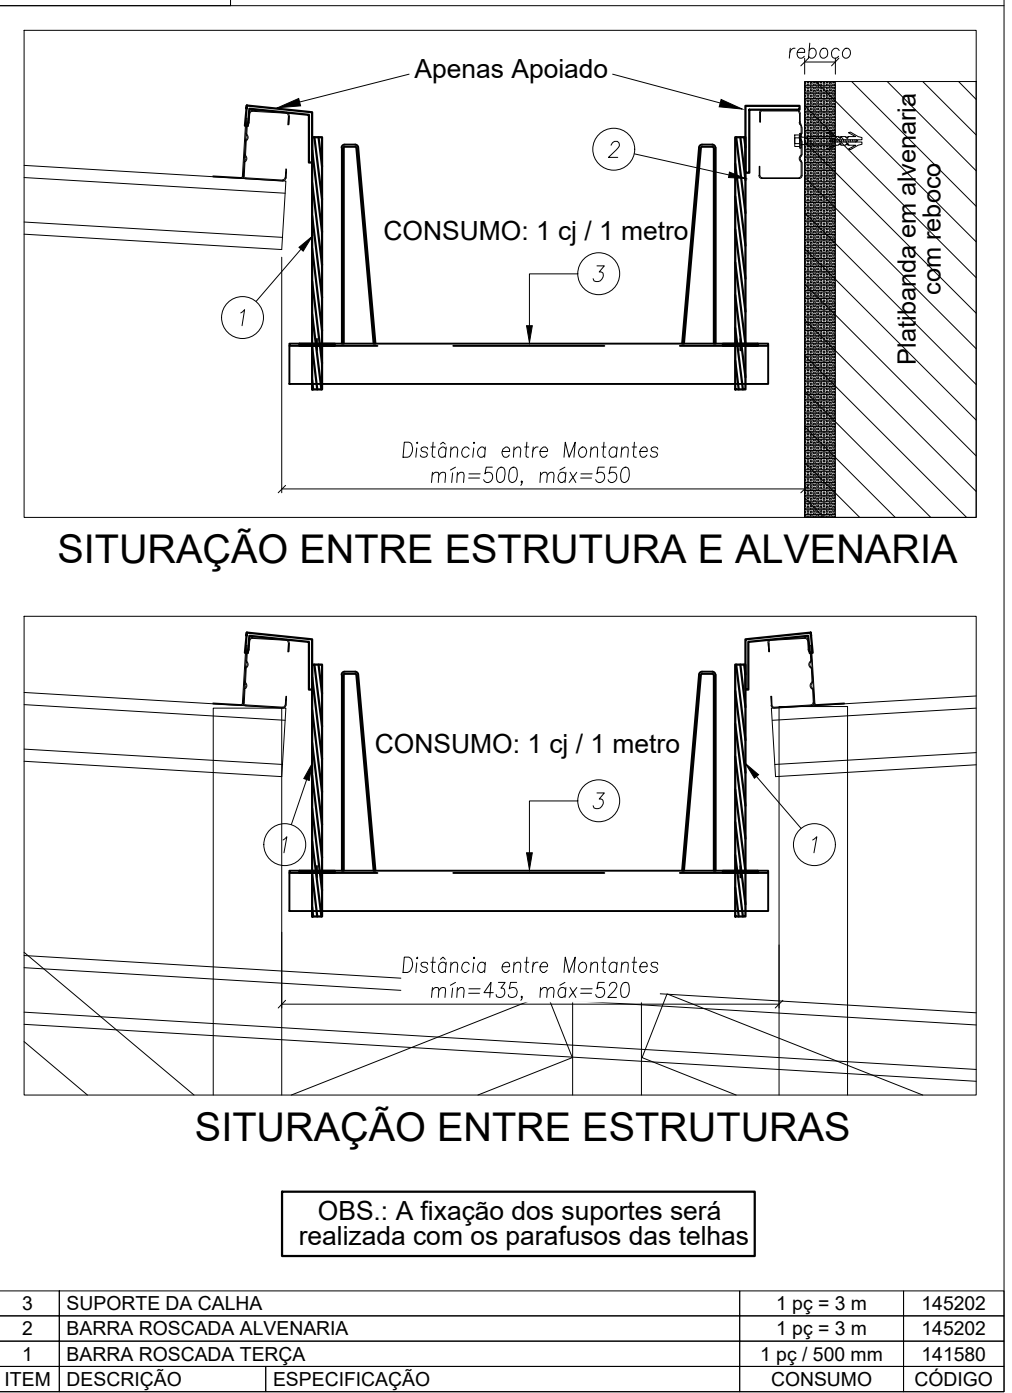 reboco
Apenas Apoiado
2
Platibanda em alvenaria
com reboco
CONSUMO: 1 cj / 1 metro
3
1
Distância entre Montantes
mín=500, máx=550
SITURAÇÃO ENTRE ESTRUTURA E ALVENARIA
CONSUMO: 1 cj / 1 metro
3
1
1
Distância entre Montantes
mín=435, máx=520
SITURAÇÃO ENTRE ESTRUTURAS
OBS.: A fixação dos suportes será
realizada com os parafusos das telhas
3 SUPORTE DA CALHA 1 pç = 3 m 145202
2 BARRA ROSCADA ALVENARIA 1 pç = 3 m 145202
1 BARRA ROSCADA TERÇA 1 pç / 500 mm 141580
ITEM DESCRIÇÃO ESPECIFICAÇÃO CONSUMO CÓDIGO